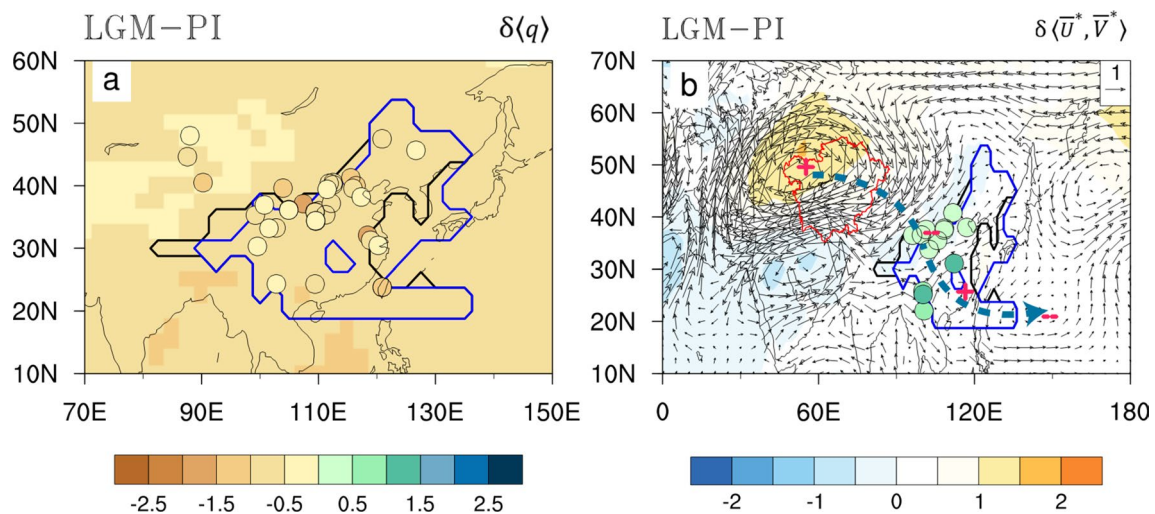 LGM-PI δ⟨q⟩
a
60N
50N
40N
30N
20N
10N
70E 90E 110E 130E 150E
-2.5 -1.5 -0.5 0.5 1.5 2.5
LGM-PI δ⟨U̅*, V̅*⟩
b
1
70N
60N
50N
40N
30N
20N
10N
0 60E 120E 180
-2 -1 0 1 2